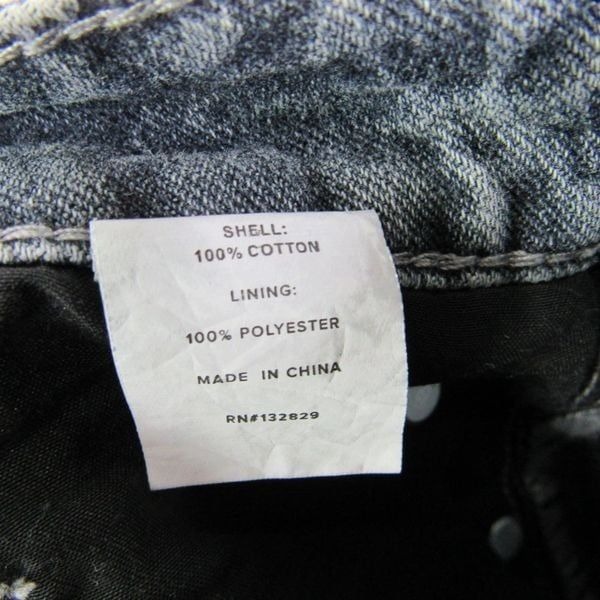 SHELL:
100% COTTON
LINING:
100% POLYESTER
MADE IN CHINA
RN#132829